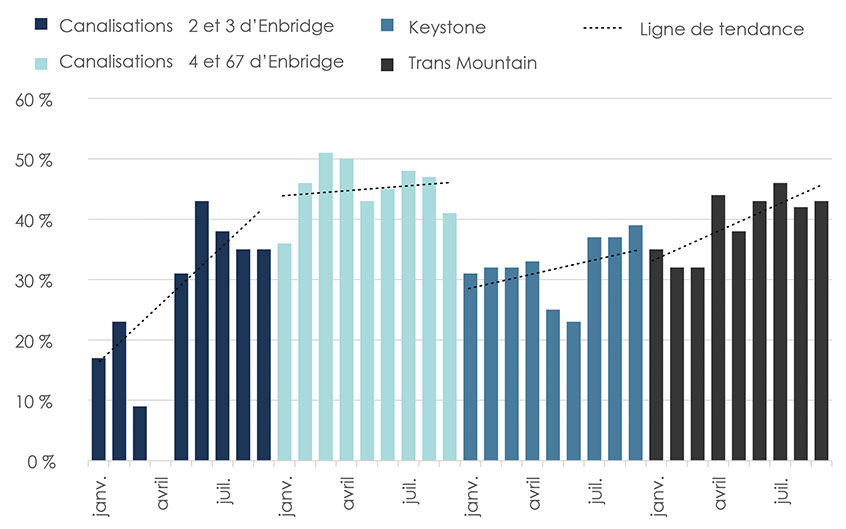 Canalisations 2 et 3 d’Enbridge
Keystone
Ligne de tendance
Canalisations 4 et 67 d’Enbridge
Trans Mountain
60 %
50 %
40 %
30 %
20 %
10 %
0 %
janv. avril juil. janv. avril juil. janv. avril juil. janv. avril juil.